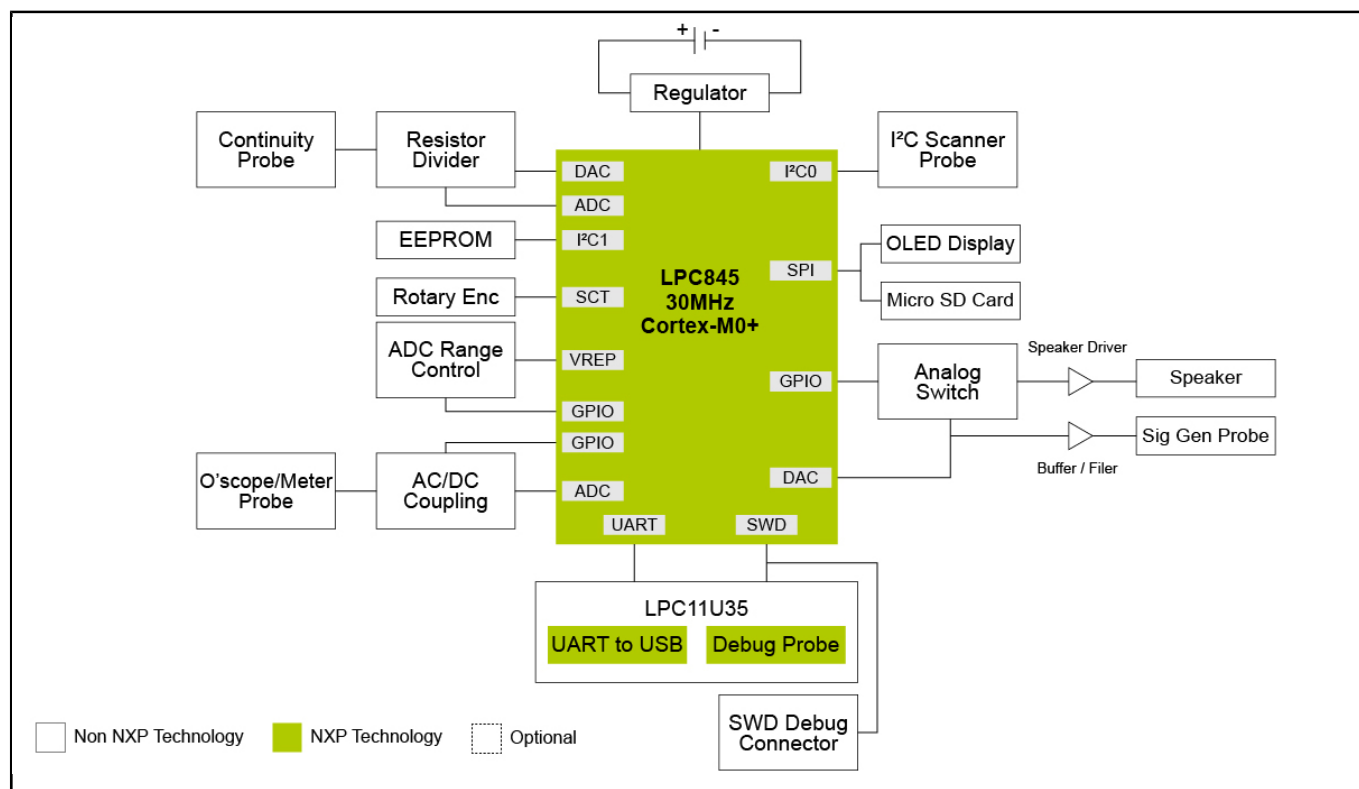 + -
Regulator
Continuity
Probe
Resistor
Divider
DAC
ADC
I²C0
I²C Scanner
Probe
EEPROM
I²C1
OLED Display
SPI
Micro SD Card
Rotary Enc
SCT
LPC845
30MHz
Cortex-M0+
ADC Range
Control
VREP
GPIO
GPIO
GPIO
Analog
Switch
Speaker Driver
Speaker
Sig Gen Probe
Buffer / Filer
O'scope/Meter
Probe
AC/DC
Coupling
ADC
DAC
UART
SWD
LPC11U35
UART to USB
Debug Probe
SWD Debug
Connector
Non NXP Technology
NXP Technology
Optional